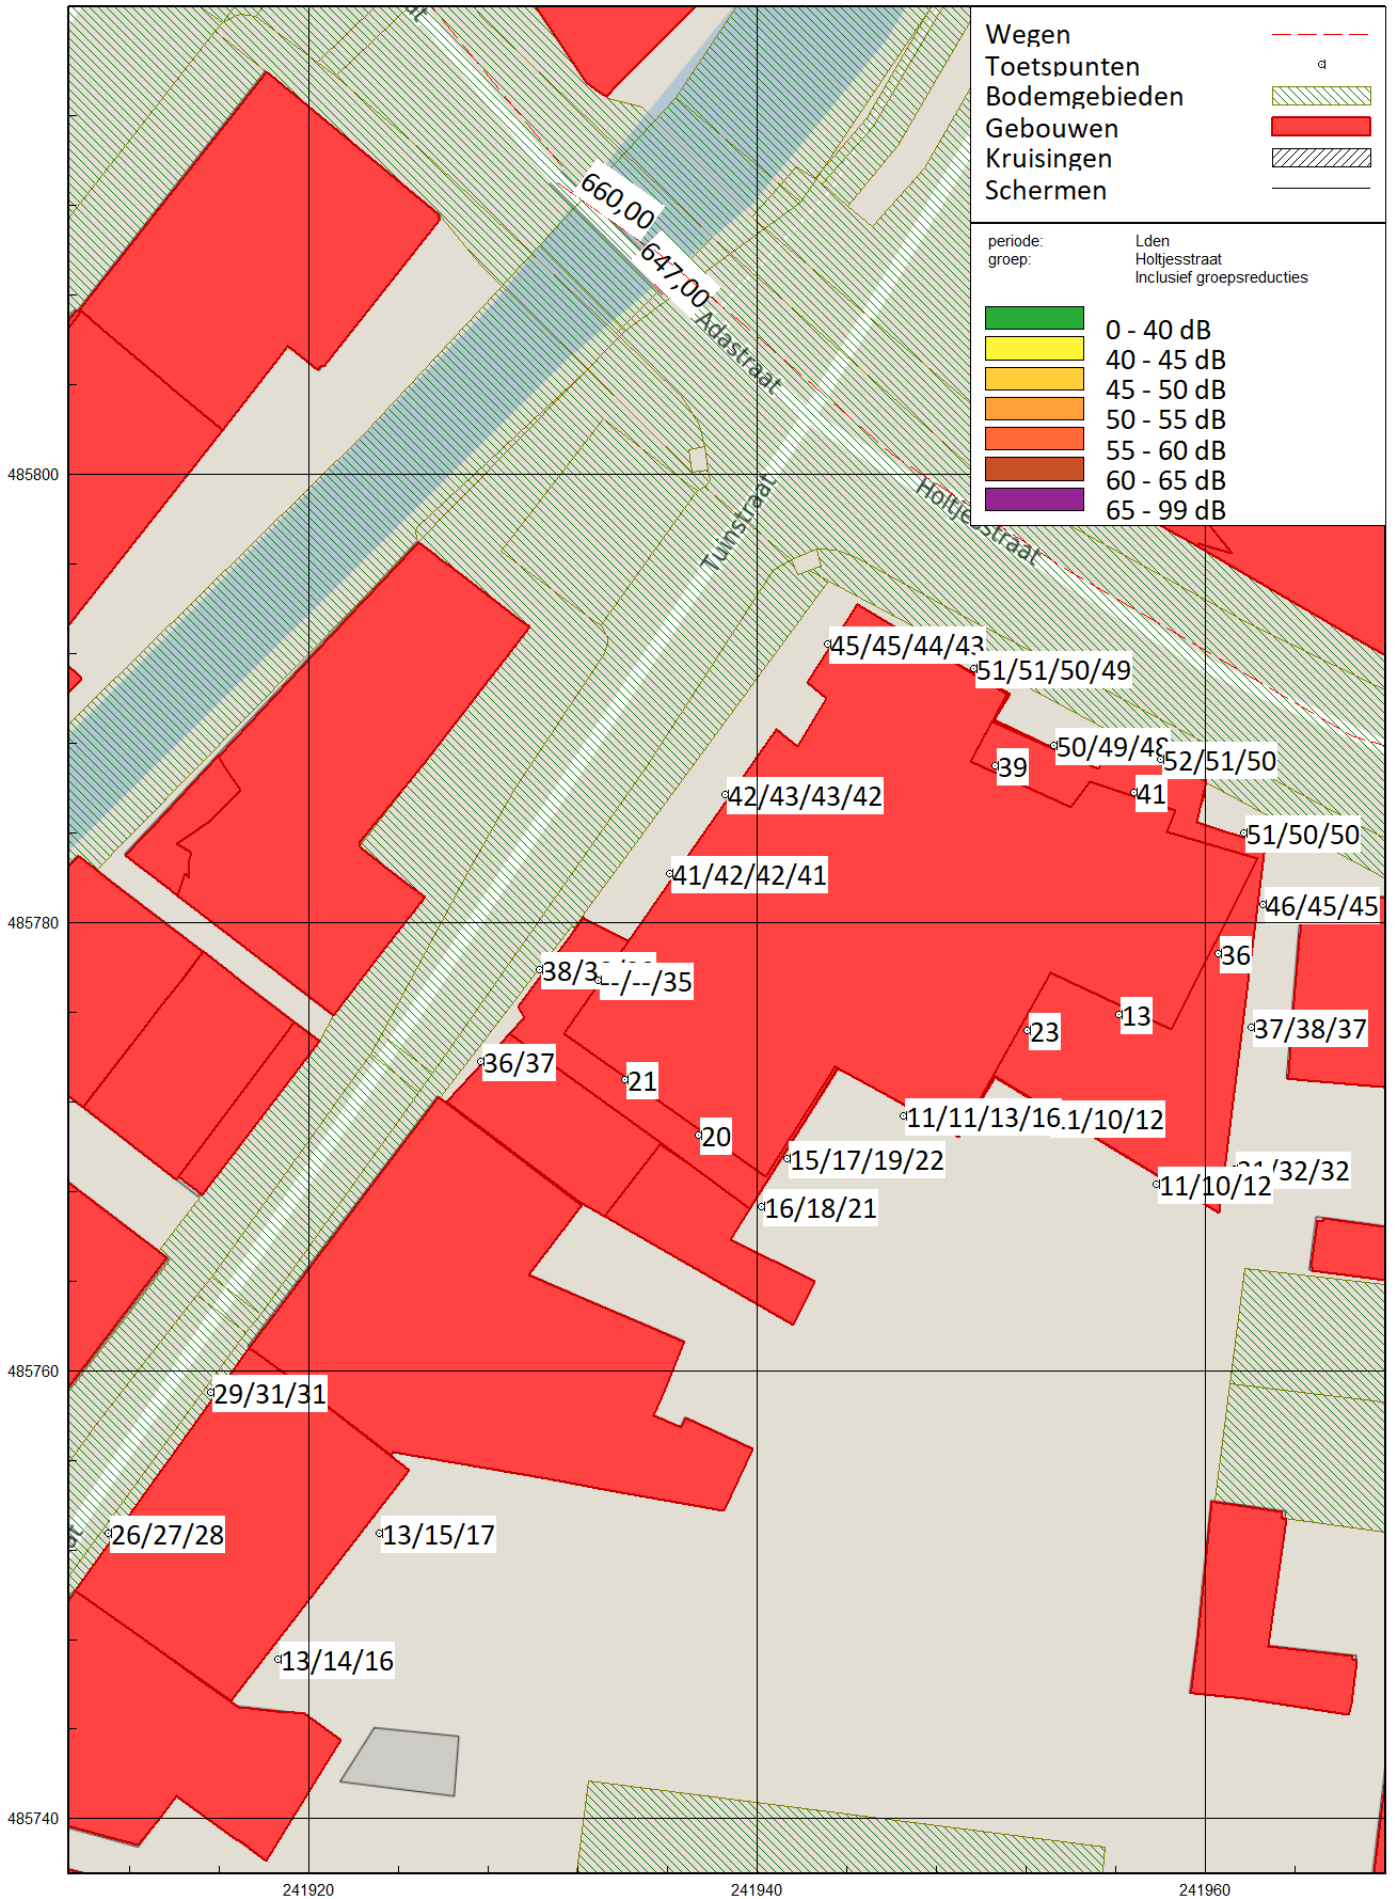 Wegen
Toetspunten
Bodemgebieden
Gebouwen
Kruisingen
Schermen
periode: Lden
groep: Holtjesstraat
Inclusief groepsreducties
0 - 40 dB
40 - 45 dB
45 - 50 dB
50 - 55 dB
55 - 60 dB
60 - 65 dB
65 - 99 dB
660,00
647,00
Adastraat
Tuinstraat
Holtjesstraat
485800
45/45/44/43
51/51/50/49
50/49/48
52/51/50
39
41
42/43/43/42
51/50/50
41/42/42/41
46/45/45
485780
36
--/--/35
13
23
37/38/37
36/37
21
11/11/13/16
1/10/12
20
15/17/19/22
/32/32
11/10/12
16/18/21
485760
29/31/31
26/27/28
13/15/17
13/14/16
485740
241920
241940
241960